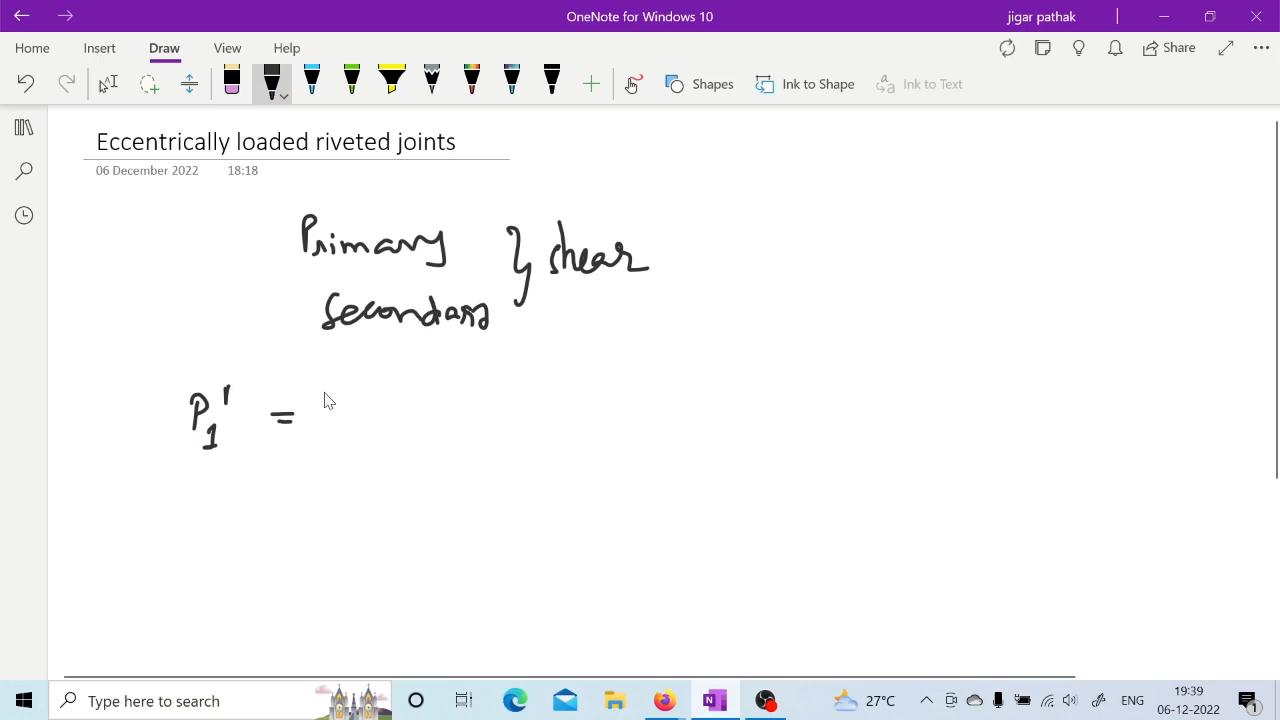 OneNote for Windows 10
jigar pathak
Home Insert Draw View Help
Share
Shapes
Ink to Shape
Ink to Text
Eccentrically loaded riveted joints
06 December 2022 18:18
Primary
Secondary
} shear
P₁' =
Type here to search
27°C
ENG
19:39
06-12-2022
1